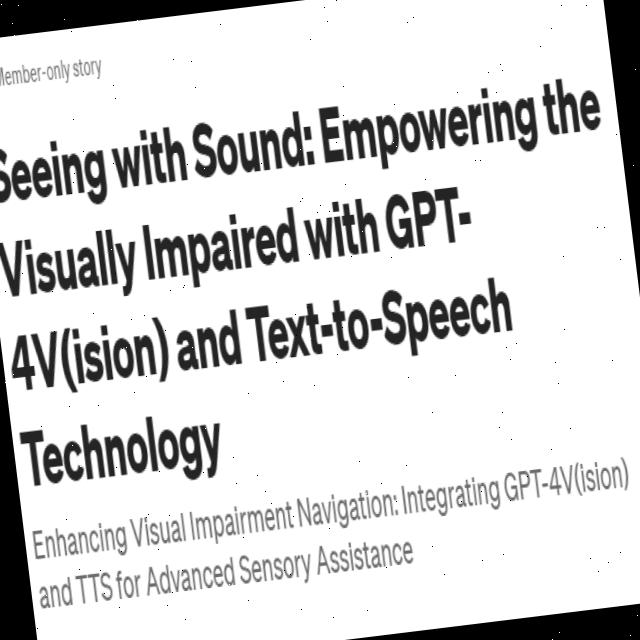 Member-only story
Seeing with Sound: Empowering the
Visually Impaired with GPT-
4V(ision) and Text-to-Speech
Technology
Enhancing Visual Impairment Navigation: Integrating GPT-4V(ision)
and TTS for Advanced Sensory Assistance